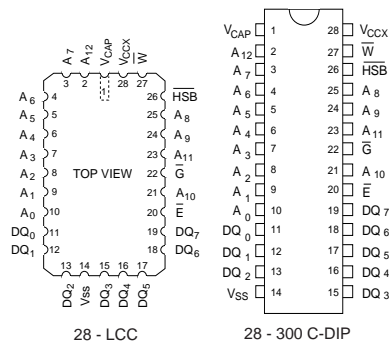 A7 A12 VCAP VCCX W̅
3 2 1 28 27
A6 4 26 H̅S̅B̅
A5 5 25 A8
A4 6 24 A9
A3 7 23 A11
A2 8 TOP VIEW 22 G̅
A1 9 21 A10
A0 10 20 E̅
DQ0 11 19 DQ7
DQ1 12 18 DQ6
13 14 15 16 17
DQ2 Vss DQ3 DQ4 DQ5
28 - LCC
VCAP 1 28 VCCX
A12 2 27 W̅
A7 3 26 H̅S̅B̅
A6 4 25 A8
A5 5 24 A9
A4 6 23 A11
A3 7 22 G̅
A2 8 21 A10
A1 9 20 E̅
A0 10 19 DQ7
DQ0 11 18 DQ6
DQ1 12 17 DQ5
DQ2 13 16 DQ4
VSS 14 15 DQ3
28 - 300 C-DIP